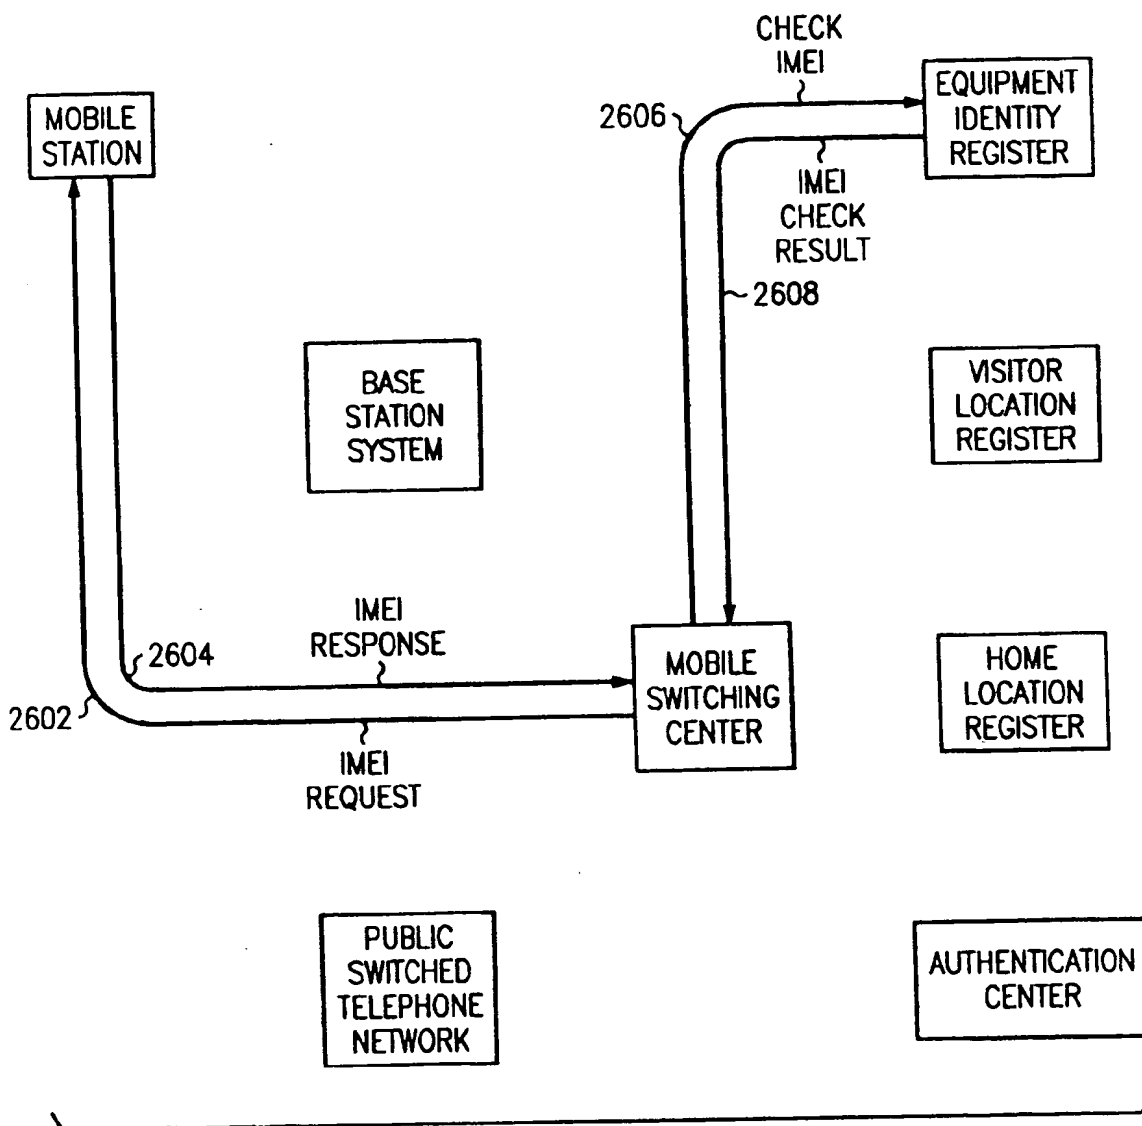 CHECK
IMEI
2606
EQUIPMENT
IDENTITY
REGISTER
MOBILE
STATION
IMEI
CHECK
RESULT
2608
BASE
STATION
SYSTEM
VISITOR
LOCATION
REGISTER
IMEI
RESPONSE
2604
2602
IMEI
REQUEST
MOBILE
SWITCHING
CENTER
HOME
LOCATION
REGISTER
PUBLIC
SWITCHED
TELEPHONE
NETWORK
AUTHENTICATION
CENTER